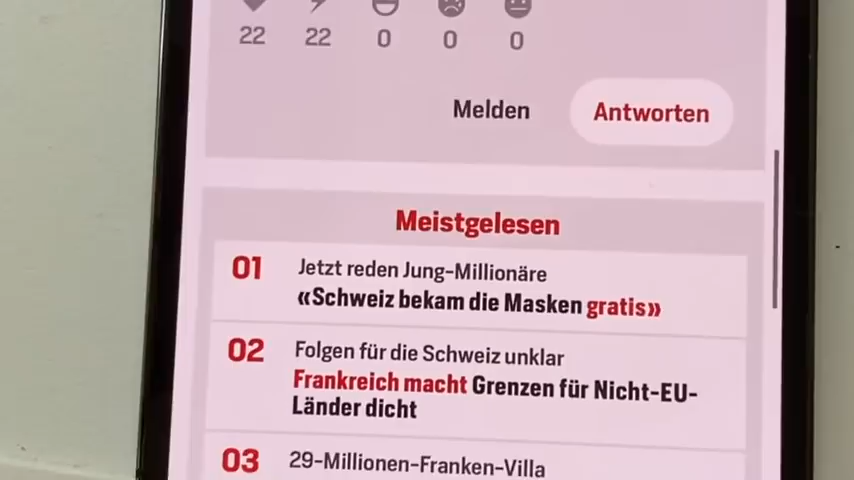 22 22 0 0 0
Melden Antworten
Meistgelesen
01 Jetzt reden Jung-Millionäre
«Schweiz bekam die Masken gratis»
02 Folgen für die Schweiz unklar
Frankreich macht Grenzen für Nicht-EU-
Länder dicht
03 29-Millionen-Franken-Villa